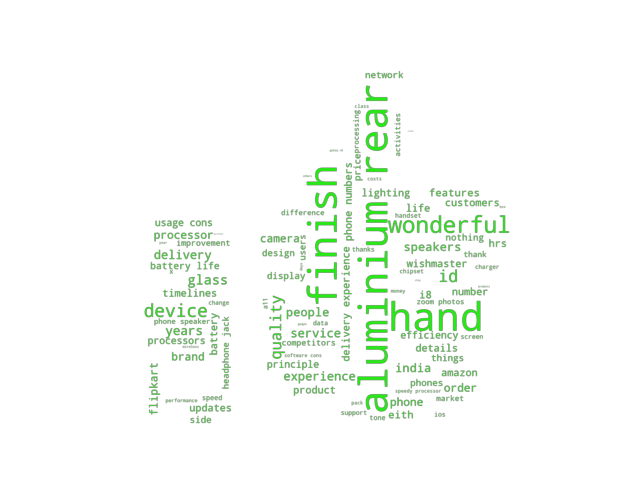 network
class
processing
activities
price
aluminium rear
costs
finish
phone numbers
lighting
features
life
customers
handset
difference
wonderful
usage cons
processor
improvement
camera
users
nothing
speakers
hrs
design
thanks
thank
delivery
battery life
wishmaster
charger
chipset
display
id
glass
delivery experience
timelines
money
i8
number
zoom photos
change
all
device
people
hand
phone speaker
data
quality
years
battery
service
efficiency
screen
processors
competitors
details
headphone jack
brand
software cons
things
principle
india
amazon
flipkart
experience
phones
order
product
speedy processor
performance
speed
pack
phone
market
updates
support
eith
ios
side
tone